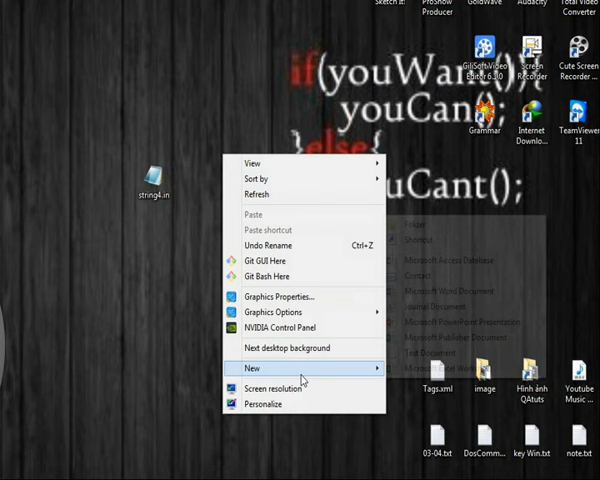 Sketch It!
ProShow
Producer
GoldWave
Audacity
Total Video
Converter
if(youWant()){
youCan();
}else{
uCant();
GiliSoft Video
Editor 6.3.0
Screen
Recorder
Cute Screen
Recorder ...
Grammar
Internet
Downlo...
TeamViewer
11
string4.in
View
Sort by
Refresh
Paste
Paste shortcut
Undo Rename Ctrl+Z
Git GUI Here
Git Bash Here
Graphics Properties...
Graphics Options
NVIDIA Control Panel
Next desktop background
New
Screen resolution
Personalize
Folder
Shortcut
Microsoft Access Database
Contact
Microsoft Word Document
Journal Document
Microsoft PowerPoint Presentation
Microsoft Publisher Document
Text Document
Microsoft Excel
Tags.xml
image
Hình ảnh
QAtuts
Youtube
Music ...
03-04.txt
DosComm...
key Win.txt
note.txt